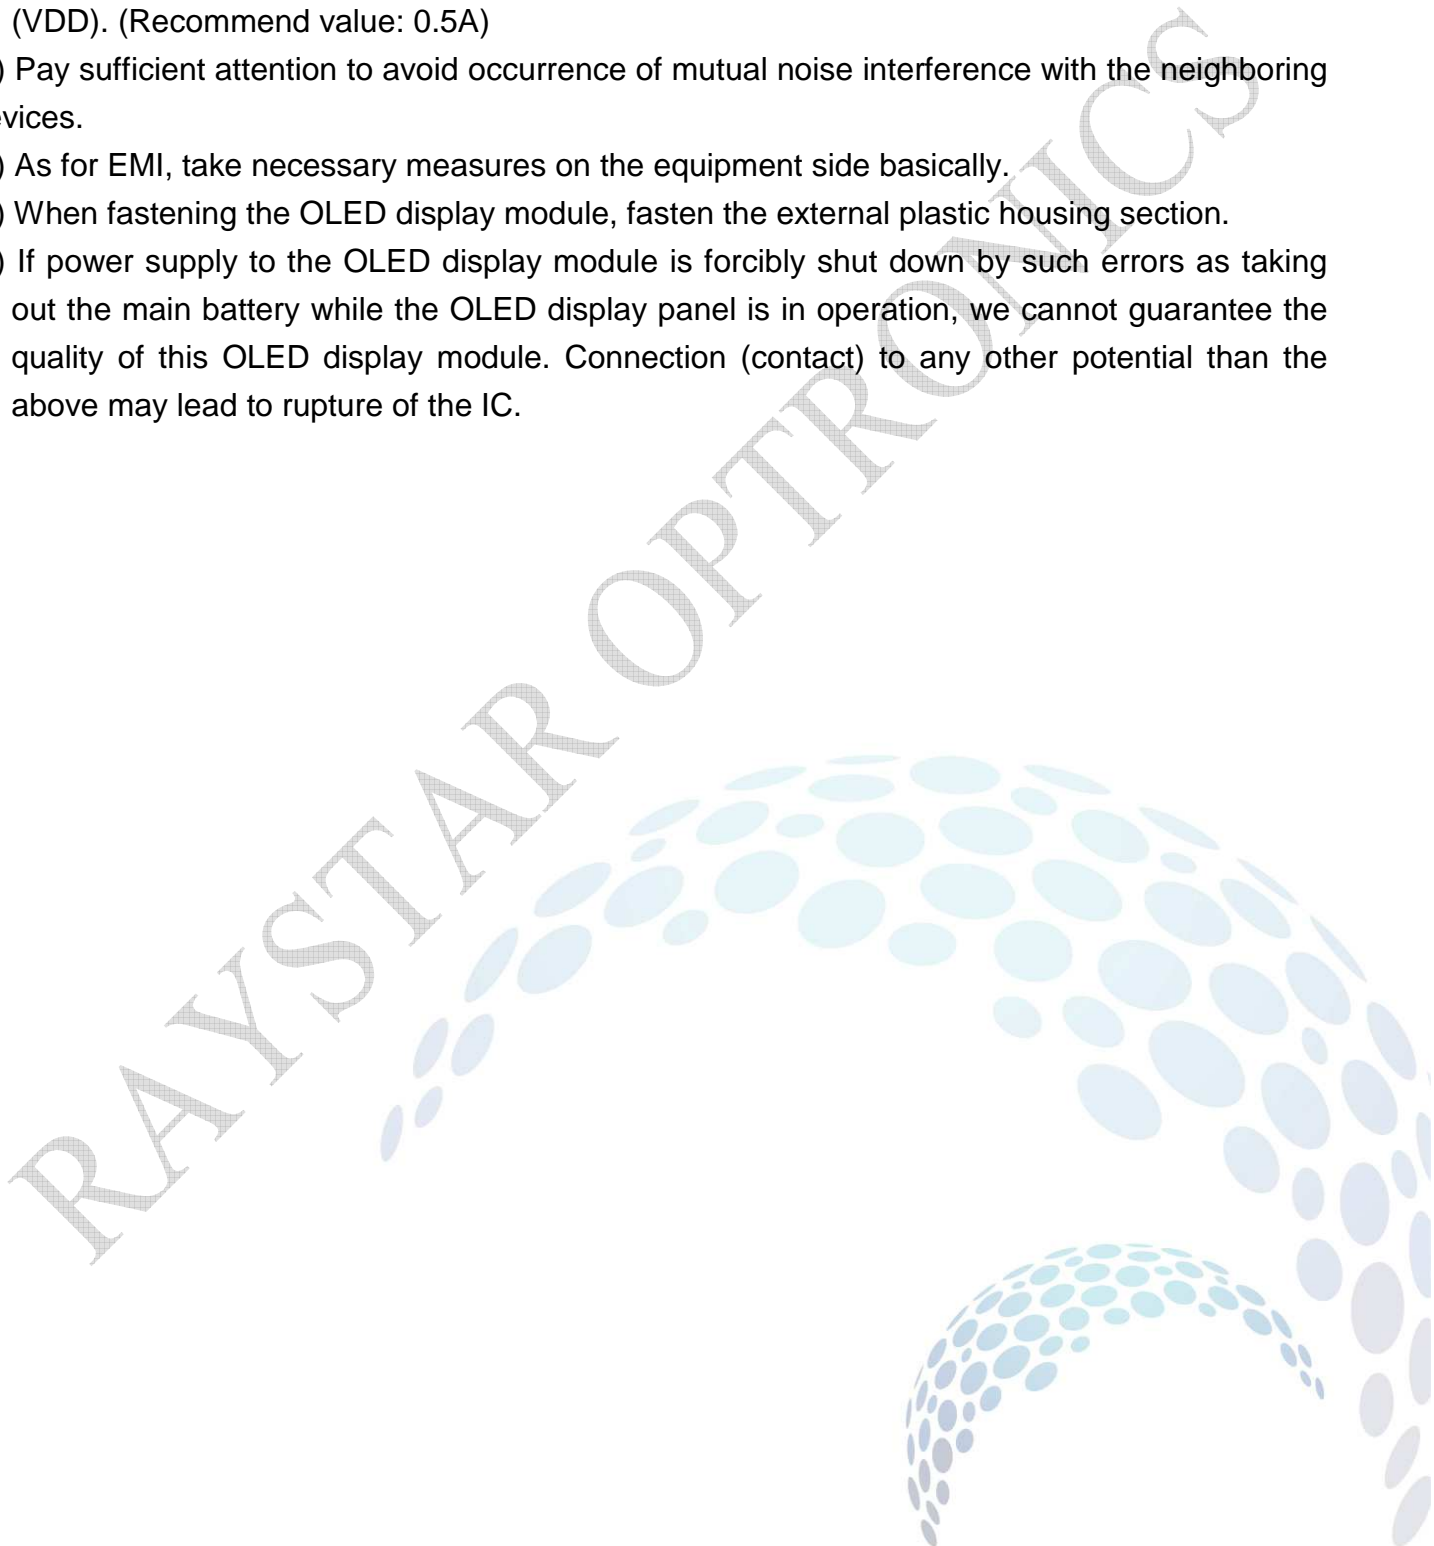 (VDD). (Recommend value: 0.5A)
) Pay sufficient attention to avoid occurrence of mutual noise interference with the neighboring
vices.
) As for EMI, take necessary measures on the equipment side basically.
) When fastening the OLED display module, fasten the external plastic housing section.
) If power supply to the OLED display module is forcibly shut down by such errors as taking
out the main battery while the OLED display panel is in operation, we cannot guarantee the
quality of this OLED display module. Connection (contact) to any other potential than the
above may lead to rupture of the IC.
RAYSTAR OPTRONICS